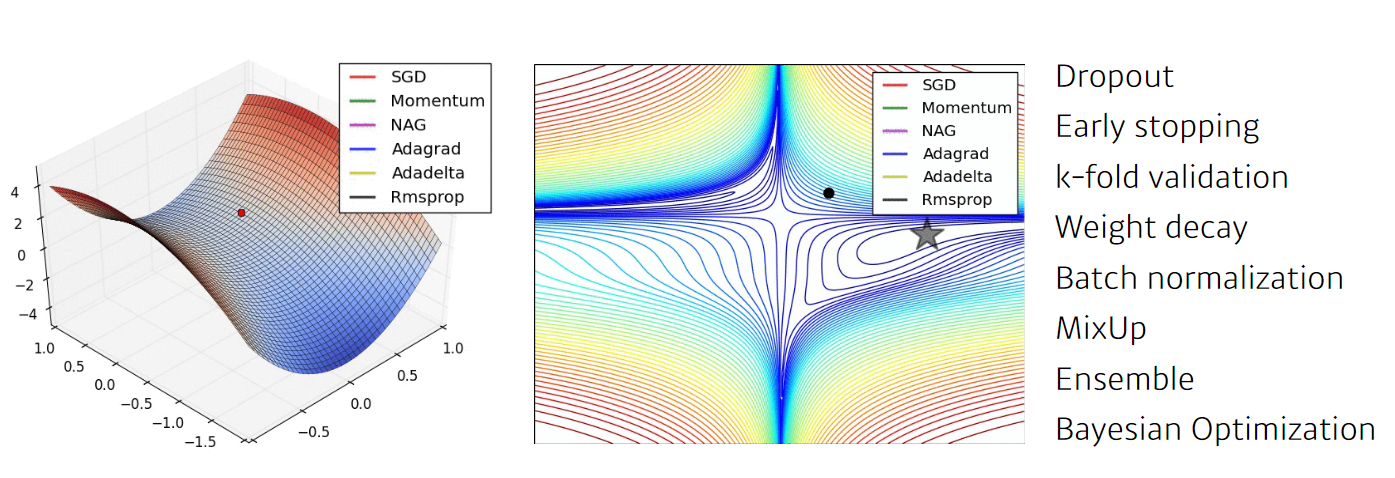 SGD
Momentum
NAG
Adagrad
Adadelta
Rmsprop
4
2
0
−2
−4
1.0
0.5
0.0
−0.5
−1.0
−1.5
−0.5
0.0
0.5
1.0
SGD
Momentum
NAG
Adagrad
Adadelta
Rmsprop
Dropout
Early stopping
k-fold validation
Weight decay
Batch normalization
MixUp
Ensemble
Bayesian Optimization